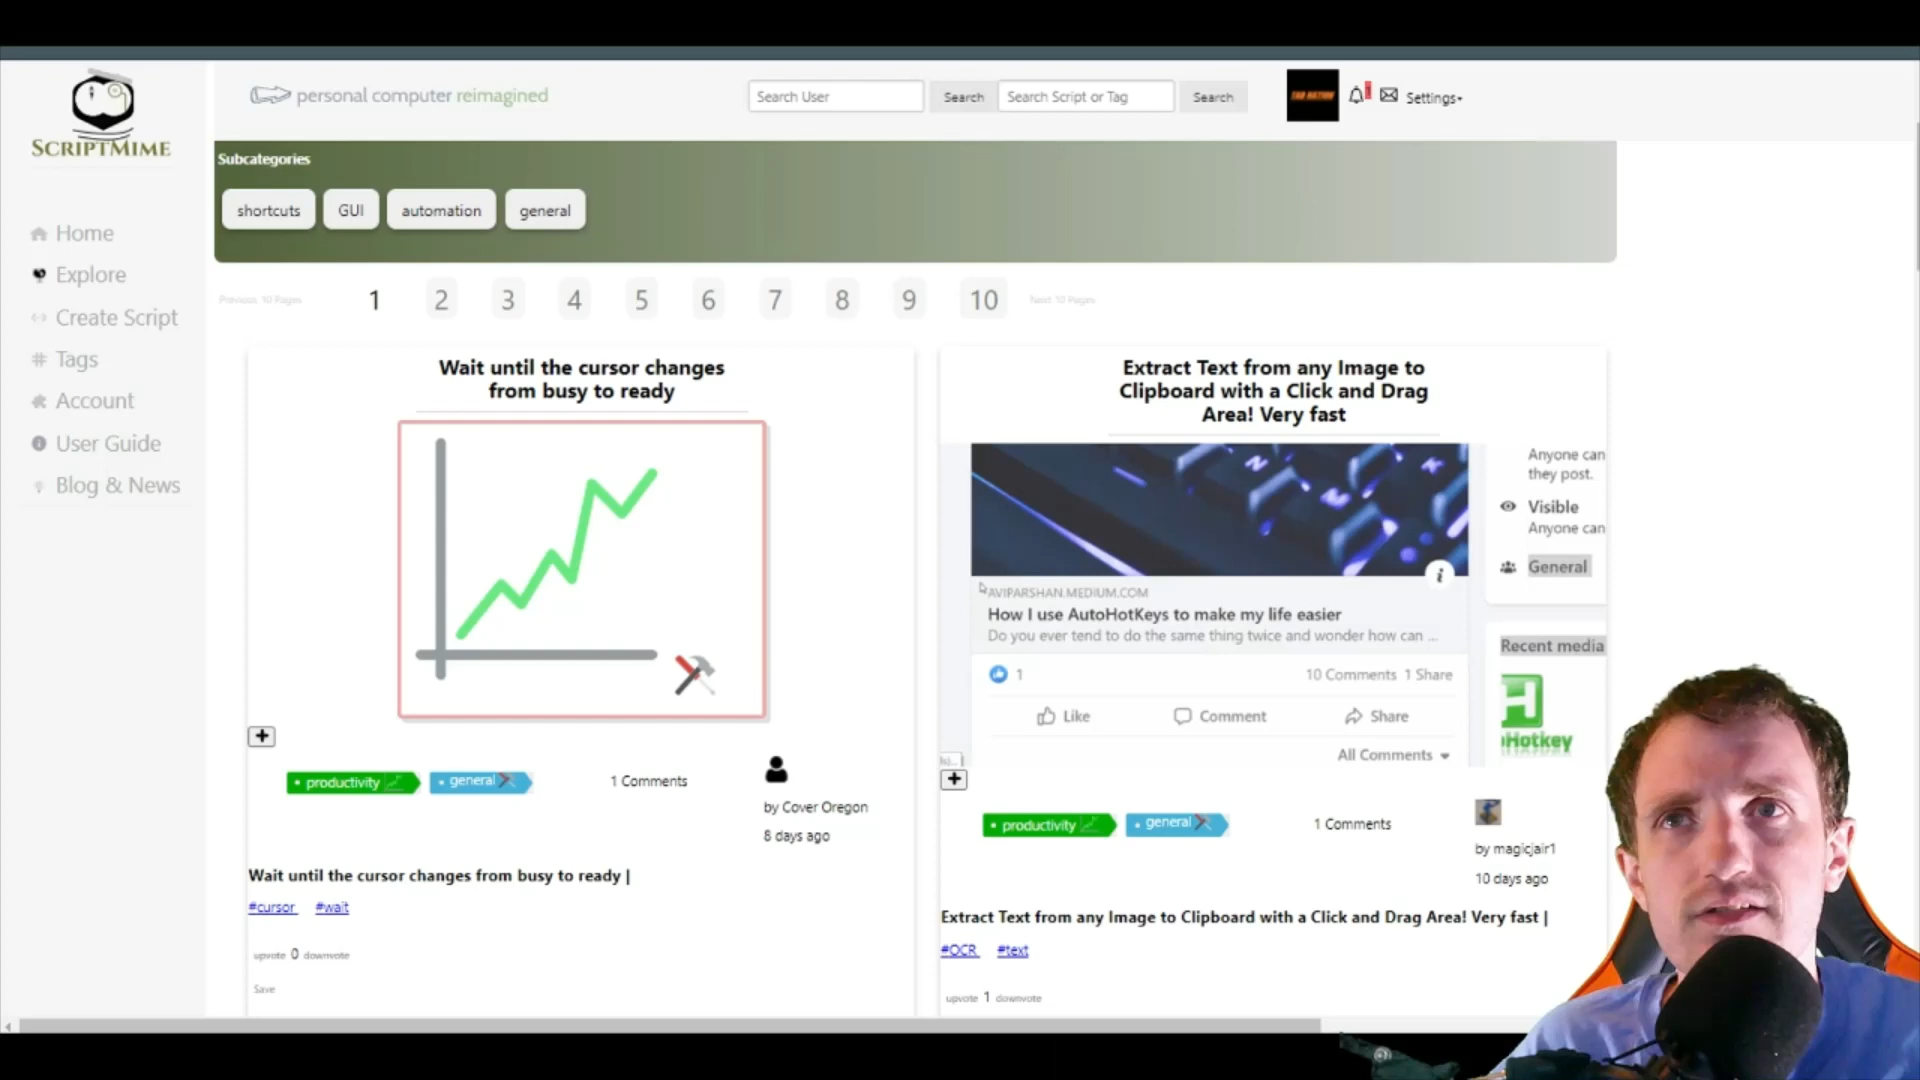 SCRIPTMIME
personal computer reimagined
Search User
Search
Search Script or Tag
Search
Settings
Home
Explore
Create Script
Tags
Account
User Guide
Blog & News
Subcategories
shortcuts
GUI
automation
general
Previous 10 Pages
1
2
3
4
5
6
7
8
9
10
Next 10 Pages
Wait until the cursor changes
from busy to ready
+
• productivity
• general
1 Comments
by Cover Oregon
8 days ago
Wait until the cursor changes from busy to ready |
#cursor #wait
upvote 0 downvote
Save
Extract Text from any Image to
Clipboard with a Click and Drag
Area! Very fast
Anyone can
they post.
Visible
Anyone can
General
AVIPARSHAN.MEDIUM.COM
How I use AutoHotKeys to make my life easier
Do you ever tend to do the same thing twice and wonder how can ...
Recent media
1
10 Comments 1 Share
Like
Comment
Share
Hotkey
All Comments
+
• productivity
• general
1 Comments
by magicjair1
10 days ago
Extract Text from any Image to Clipboard with a Click and Drag Area! Very fast |
#OCR #text
upvote 1 downvote